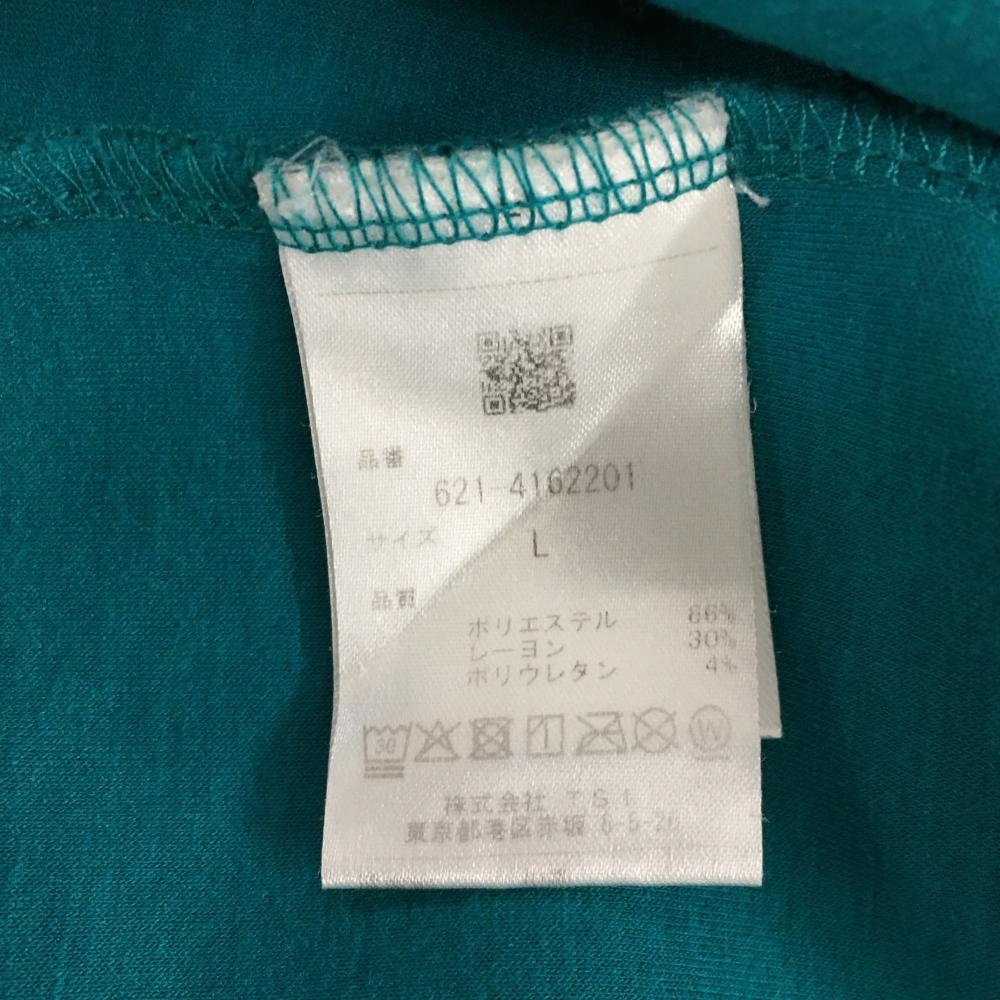 品番
621-4162201
サイズ L
品質
ポリエステル 66%
レーヨン 30%
ポリウレタン 4%
30 W
株式会社 TSI
東京都港区赤坂 8-5-26